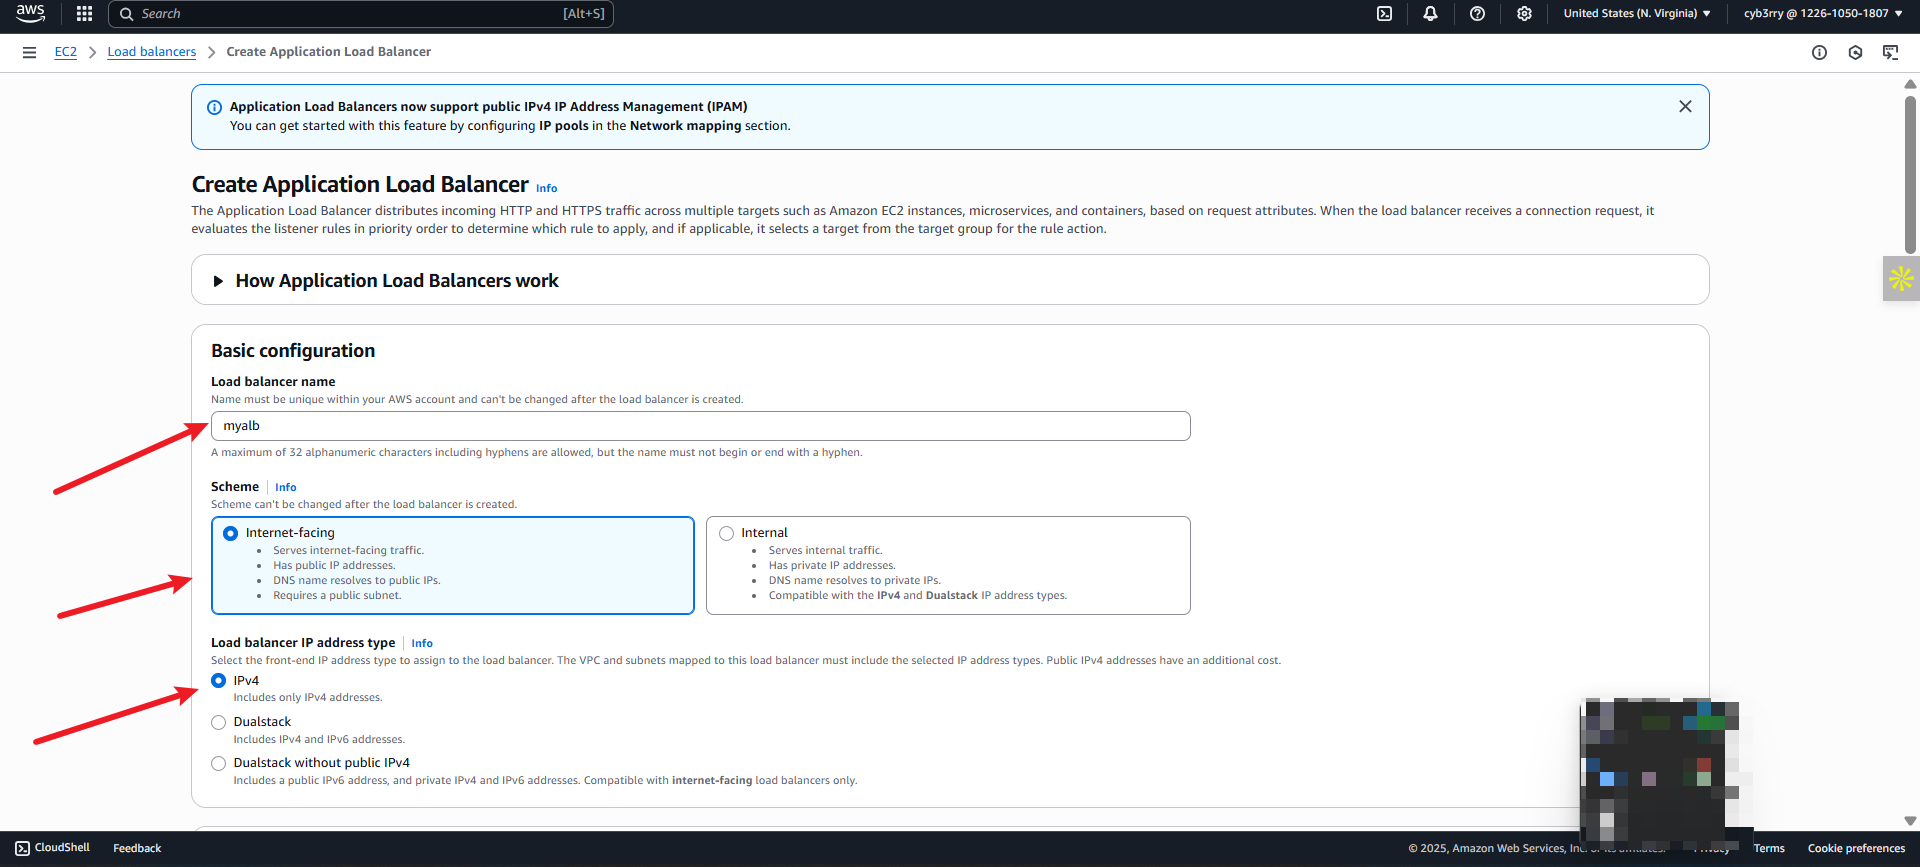 aws
Search
[Alt+S]
United States (N. Virginia)
cyb3rry @ 1226-1050-1807
EC2
Load balancers
Create Application Load Balancer
Application Load Balancers now support public IPv4 IP Address Management (IPAM)
You can get started with this feature by configuring IP pools in the Network mapping section.
Create Application Load Balancer Info
The Application Load Balancer distributes incoming HTTP and HTTPS traffic across multiple targets such as Amazon EC2 instances, microservices, and containers, based on request attributes. When the load balancer receives a connection request, it
evaluates the listener rules in priority order to determine which rule to apply, and if applicable, it selects a target from the target group for the rule action.
How Application Load Balancers work
Basic configuration
Load balancer name
Name must be unique within your AWS account and can't be changed after the load balancer is created.
myalb
A maximum of 32 alphanumeric characters including hyphens are allowed, but the name must not begin or end with a hyphen.
Scheme Info
Scheme can't be changed after the load balancer is created.
Internet-facing
• Serves internet-facing traffic.
• Has public IP addresses.
• DNS name resolves to public IPs.
• Requires a public subnet.
Internal
• Serves internal traffic.
• Has private IP addresses.
• DNS name resolves to private IPs.
• Compatible with the IPv4 and Dualstack IP address types.
Load balancer IP address type Info
Select the front-end IP address type to assign to the load balancer. The VPC and subnets mapped to this load balancer must include the selected IP address types. Public IPv4 addresses have an additional cost.
IPv4
Includes only IPv4 addresses.
Dualstack
Includes IPv4 and IPv6 addresses.
Dualstack without public IPv4
Includes a public IPv6 address, and private IPv4 and IPv6 addresses. Compatible with internet-facing load balancers only.
CloudShell
Feedback
© 2025, Amazon Web Services,
Terms
Cookie preferences